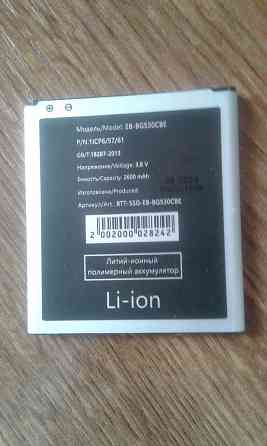 Модель/Model: EB-BG530CBE
P/N:1ICP6/57/61
GB/T 18287-2013
Напряжение/Voltage: 3.8 V
Емкость/Capacity: 2600 mAh
Изготовлено/Produced
Артикул/Art.: BTT-SSG-EB-BG530CBE
2 002000 028242
Литий-ионный
полимерный аккумулятор
Li-ion